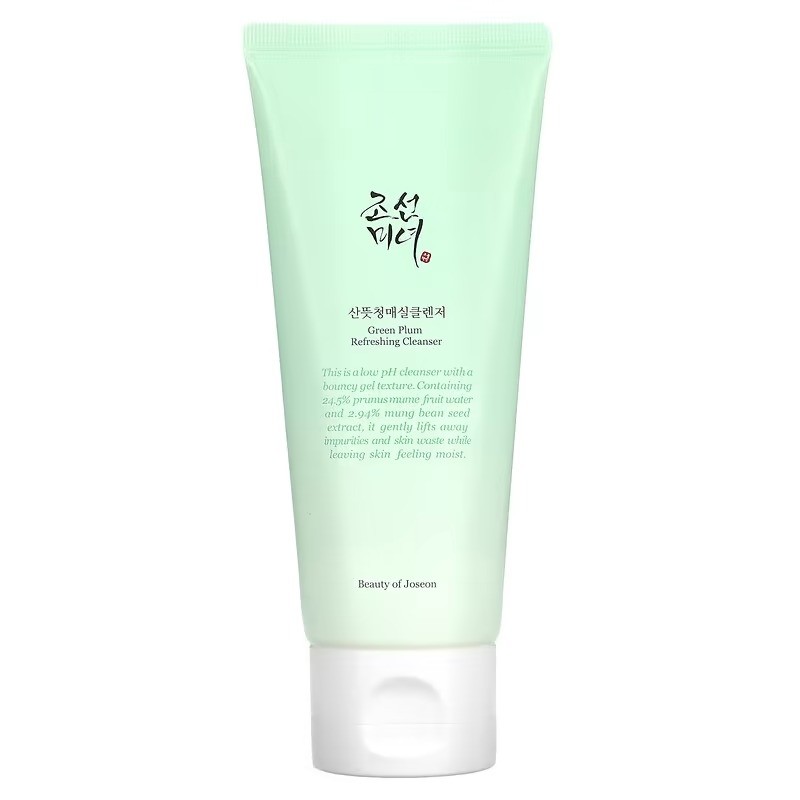 조선
미녀
산뜻청매실클렌저
Green Plum
Refreshing Cleanser
This is a low pH cleanser with a
bouncy gel texture. Containing
24.5% prunus mume fruit water
and 2.94% mung bean seed
extract, it gently lifts away
impurities and skin waste while
leaving skin feeling moist.
Beauty of Joseon